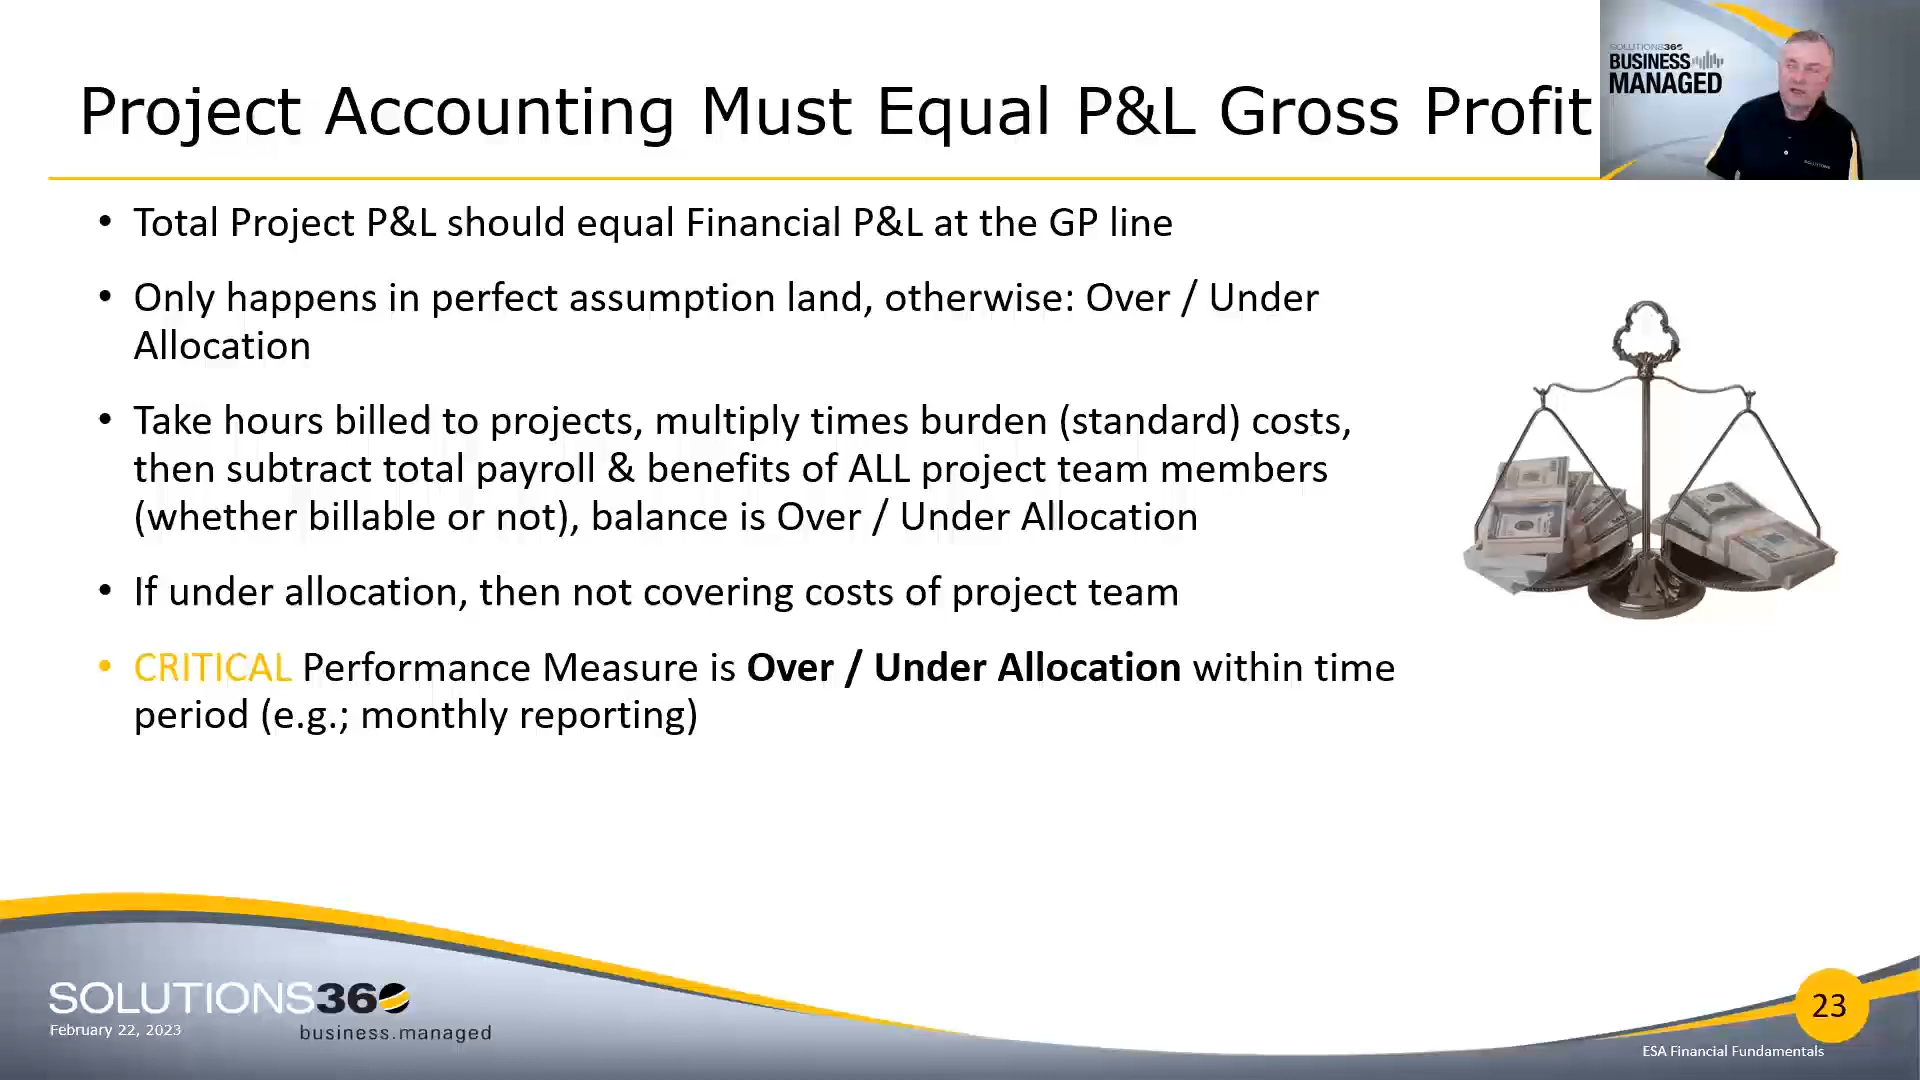 Project Accounting Must Equal P&L Gross Profit
SOLUTIONS360
BUSINESS
MANAGED
SOLUTIONS
• Total Project P&L should equal Financial P&L at the GP line
• Only happens in perfect assumption land, otherwise: Over / Under
Allocation
• Take hours billed to projects, multiply times burden (standard) costs,
then subtract total payroll & benefits of ALL project team members
(whether billable or not), balance is Over / Under Allocation
• If under allocation, then not covering costs of project team
• CRITICAL Performance Measure is Over / Under Allocation within time
period (e.g.; monthly reporting)
SOLUTIONS360
February 22, 2023
business.managed
23
ESA Financial Fundamentals